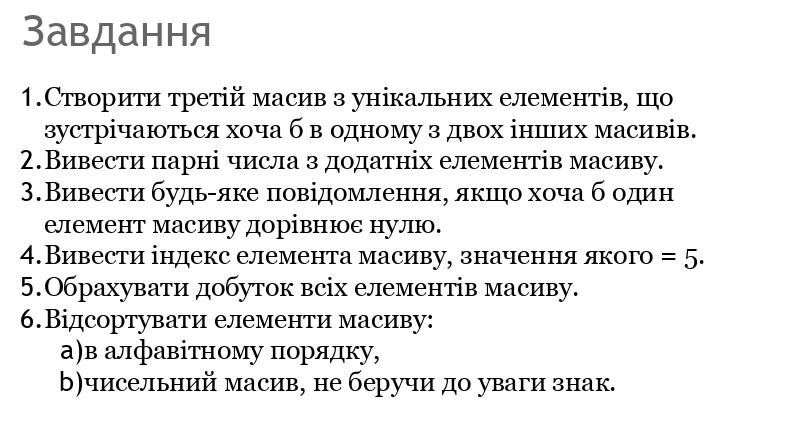 Завдання
1.Створити третій масив з унікальних елементів, що
зустрічаються хоча б в одному з двох інших масивів.
2.Вивести парні числа з додатніх елементів масиву.
3.Вивести будь-яке повідомлення, якщо хоча б один
елемент масиву дорівнює нулю.
4.Вивести індекс елемента масиву, значення якого = 5.
5.Обрахувати добуток всіх елементів масиву.
6.Відсортувати елементи масиву:
a)в алфавітному порядку,
b)чисельний масив, не беручи до уваги знак.